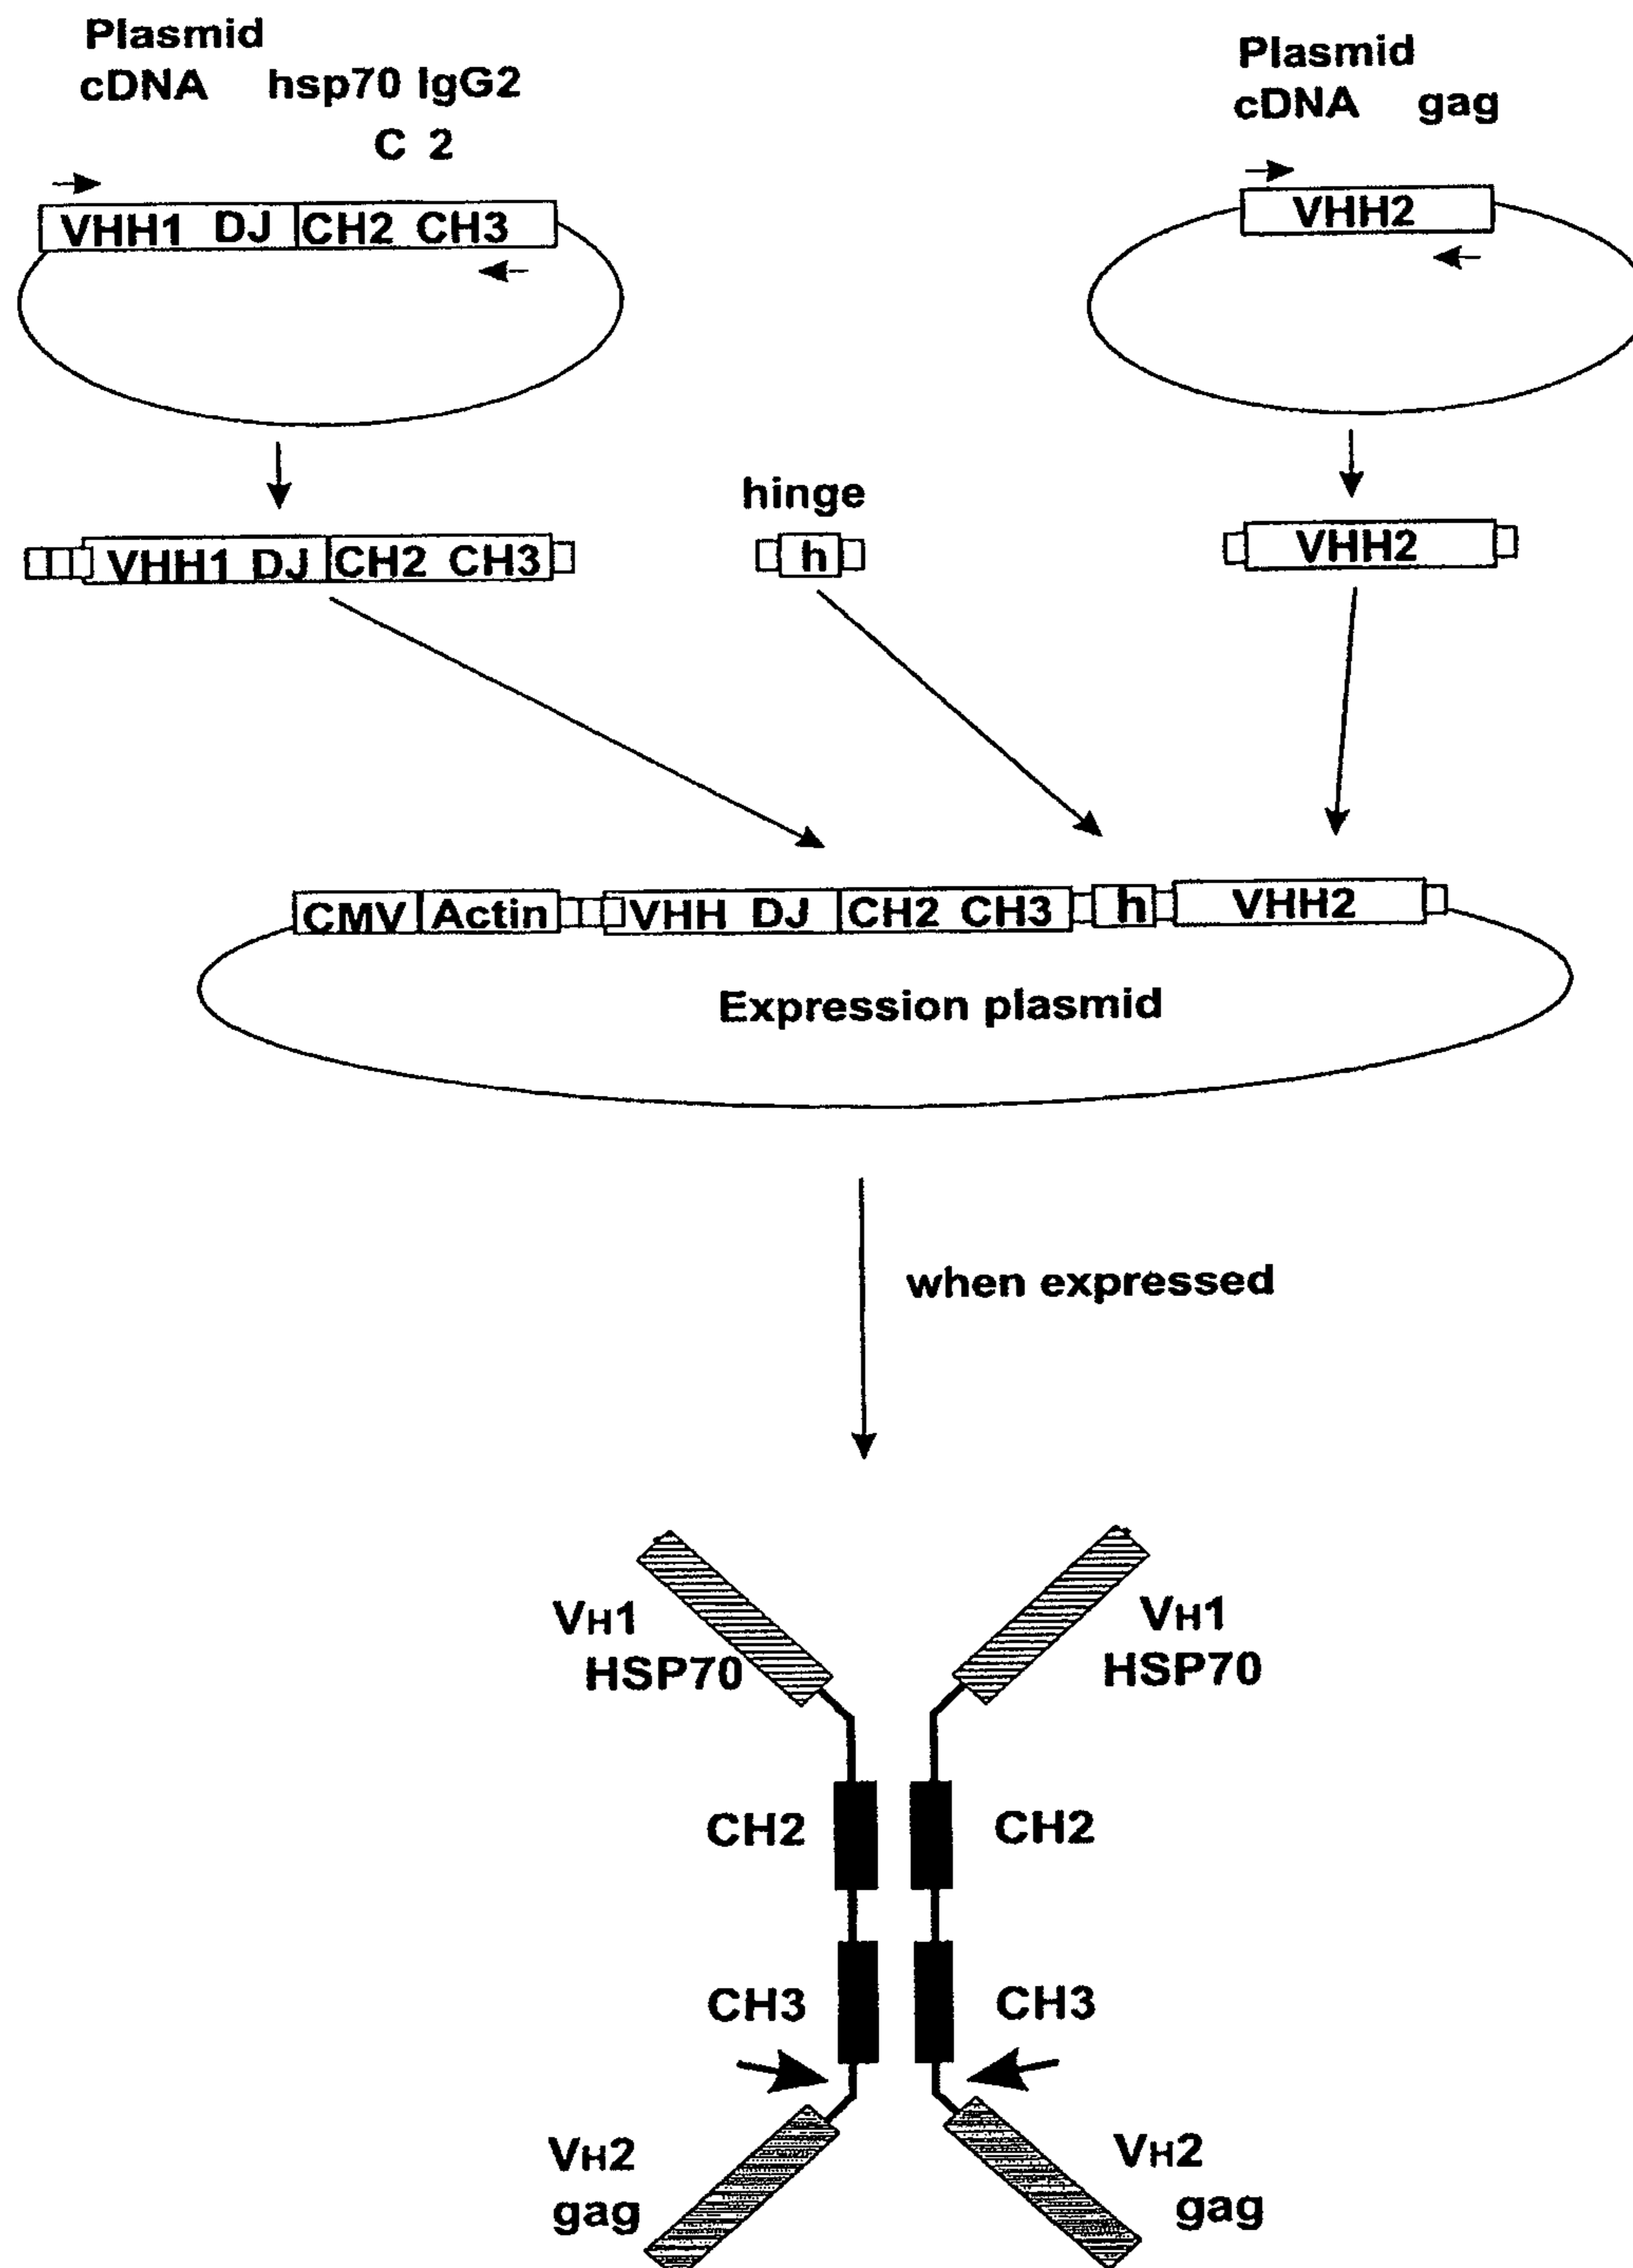 Plasmid
cDNA hsp70 IgG2
C 2
VHH1 DJ CH2 CH3
Plasmid
cDNA gag
VHH2
VHH1 DJ CH2 CH3
hinge
h
VHH2
CMV Actin VHH DJ CH2 CH3 h VHH2
Expression plasmid
when expressed
VH1
HSP70
VH1
HSP70
CH2
CH2
CH3
CH3
VH2
gag
VH2
gag